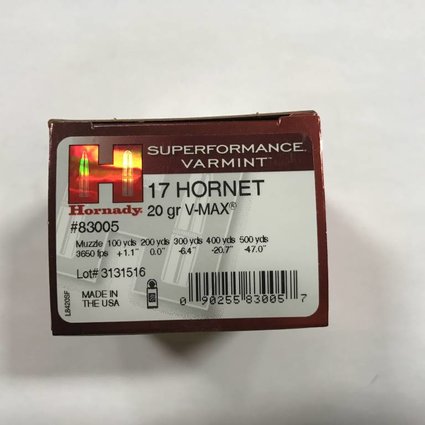 SUPERFORMANCE
VARMINT™
H
Hornady®
17 HORNET
20 gr V-MAX®
#83005
Muzzle 100 yds 200 yds 300 yds 400 yds 500 yds
3650 fps +1.1" 0.0" -6.4" -20.7" -47.0"
Lot# 3131516
MADE IN
THE USA
0 90255 83005 7
L8420SF